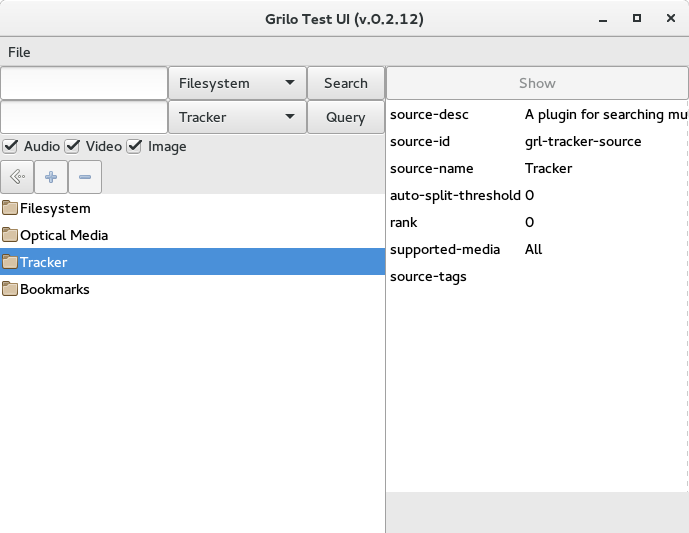 Grilo Test UI (v.0.2.12)
File
Filesystem Search Show
Tracker Query
Audio Video Image
Filesystem
Optical Media
Tracker
Bookmarks
source-desc A plugin for searching mu
source-id grl-tracker-source
source-name Tracker
auto-split-threshold 0
rank 0
supported-media All
source-tags